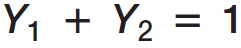 Y₁ + Y₂ = 1